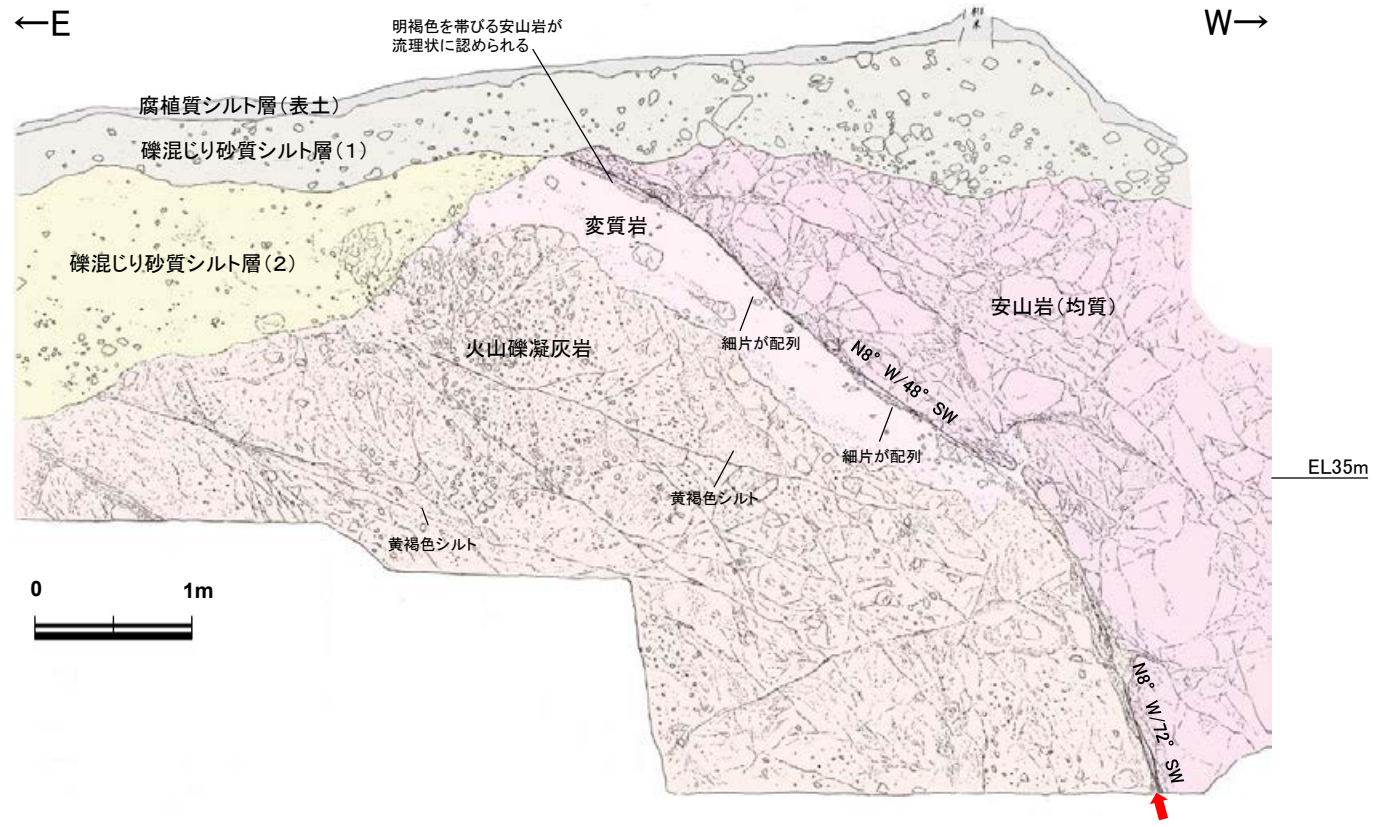 ←E
W→
明褐色を帯びる安山岩が
流理状に認められる
腐植質シルト層(表土)
礫混じり砂質シルト層(1)
変質岩
礫混じり砂質シルト層(2)
安山岩(均質)
細片が配列
火山礫凝灰岩
N8° W/48° SW
細片が配列
EL35m
黄褐色シルト
黄褐色シルト
0 1m
N8° W/72° SW